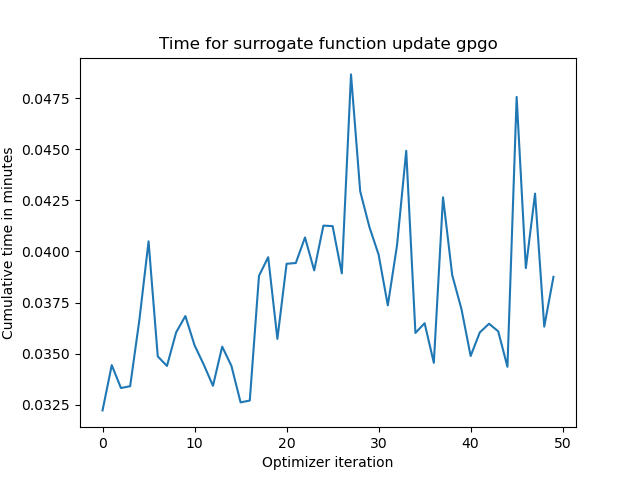 Time for surrogate function update gpgo
Cumulative time in minutes
0.0475
0.0450
0.0425
0.0400
0.0375
0.0350
0.0325
0 10 20 30 40 50
Optimizer iteration